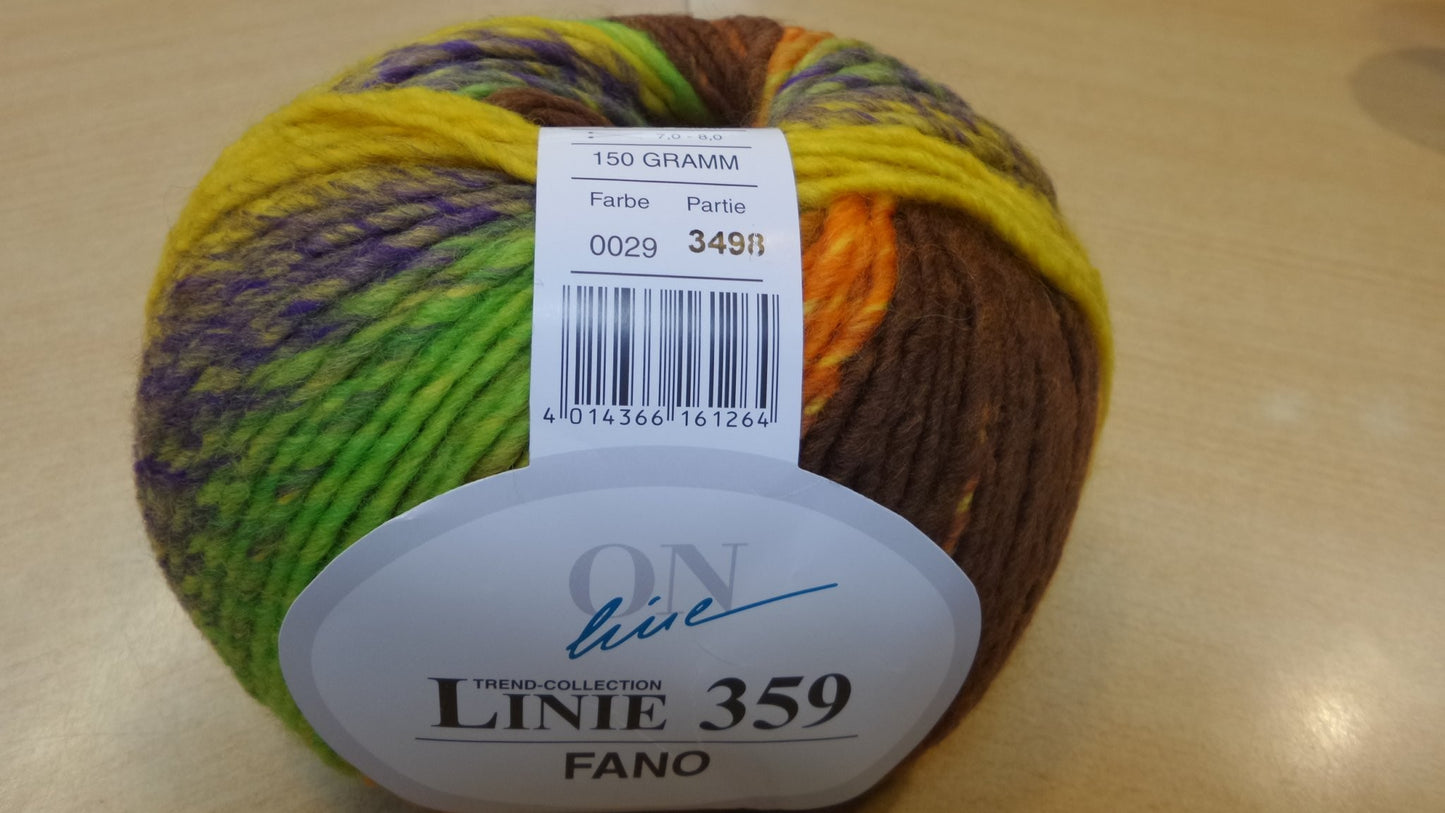 7,0 - 8,0
150 GRAMM
Farbe Partie
0029 3498
4 014366 161264
ON
line
TREND-COLLECTION
LINIE 359
FANO